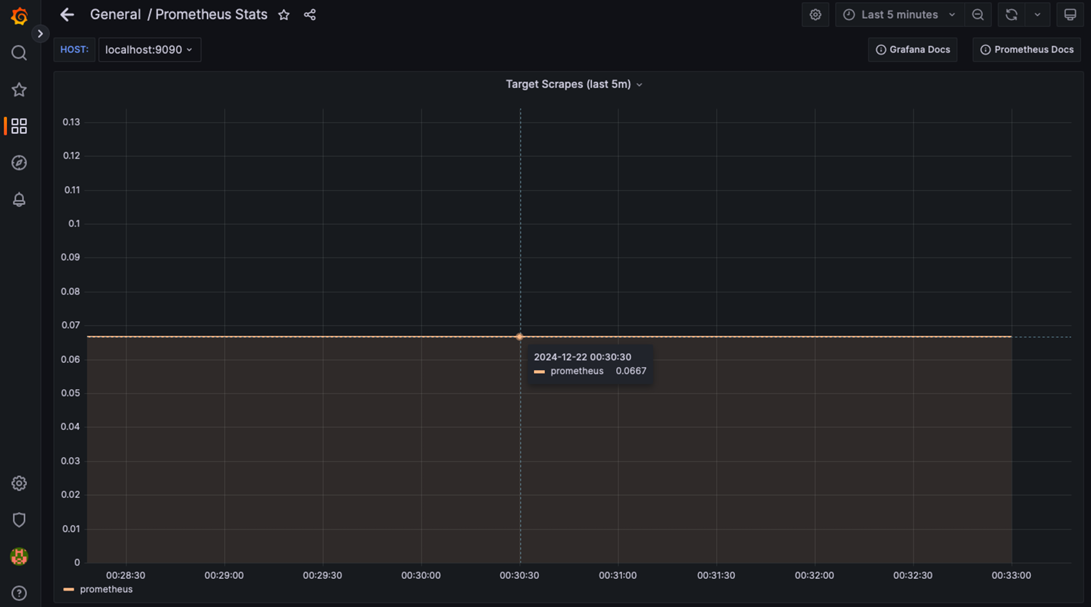 General / Prometheus Stats
Last 5 minutes
HOST: localhost:9090
Grafana Docs
Prometheus Docs
Target Scrapes (last 5m)
0.13
0.12
0.11
0.1
0.09
0.08
0.07
0.06
0.05
0.04
0.03
0.02
0.01
0
2024-12-22 00:30:30
prometheus 0.0667
00:28:30 00:29:00 00:29:30 00:30:00 00:30:30 00:31:00 00:31:30 00:32:00 00:32:30 00:33:00
prometheus